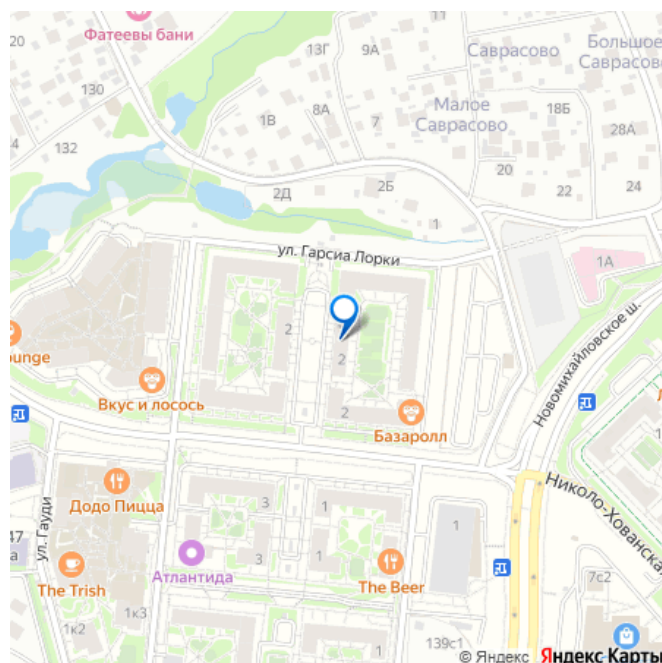 20
Фатеевы бани
13Г
9А
Саврасово
Большое
Саврасово
130
8А
1В
7
Малое
Саврасово
18Б
28А
4
132
20
2Д
2Б
22
24
1
ул. Гарсиа Лорки
1А
2
2
ounge
Новомихайловское ш.
Вкус и лосось
2
Базаролл
Додо Пицца
3
1
1
Николо-Хованская
47
а
ул. Гауди
Атлантида
3
1
The Trish
The Beer
7с2
1к3
1к2
139с1
© Яндекс Яндекс Карты